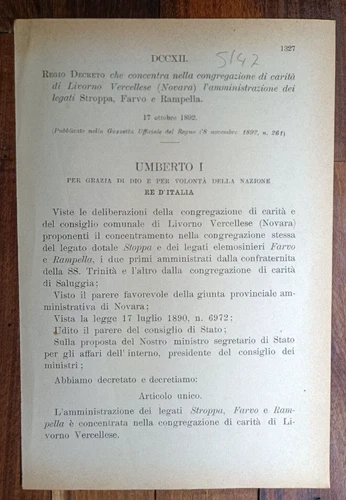 1327
DCCXII.
5142
REGIO DECRETO che concentra nella congregazione di carità
di Livorno Vercellese (Novara) l'amministrazione dei
legati Stroppa, Farvo e Rampella.
17 ottobre 1892.
(Pubblicato nella Gazzetta Ufficiale del Regno l'8 novembre 1892, n. 261)
UMBERTO I
PER GRAZIA DI DIO E PER VOLONTÀ DELLA NAZIONE
RE D'ITALIA
Viste le deliberazioni della congregazione di carità e
del consiglio comunale di Livorno Vercellese (Novara)
proponenti il concentramento nella congregazione stessa
del legato dotale Stoppa e dei legati elemosinieri Farvo
e Rampella, i due primi amministrati dalla confraternita
della SS. Trinità e l'altro dalla congregazione di carità
di Saluggia;
Visto il parere favorevole della giunta provinciale am-
ministrativa di Novara;
Vista la legge 17 luglio 1890, n. 6972;
Udito il parere del consiglio di Stato;
Sulla proposta del Nostro ministro segretario di Stato
per gli affari dell'interno, presidente del consiglio dei
ministri;
Abbiamo decretato e decretiamo:
Articolo unico.
L'amministrazione dei legati Stroppa, Farvo e Ram-
pella è concentrata nella congregazione di carità di Li-
vorno Vercellese.